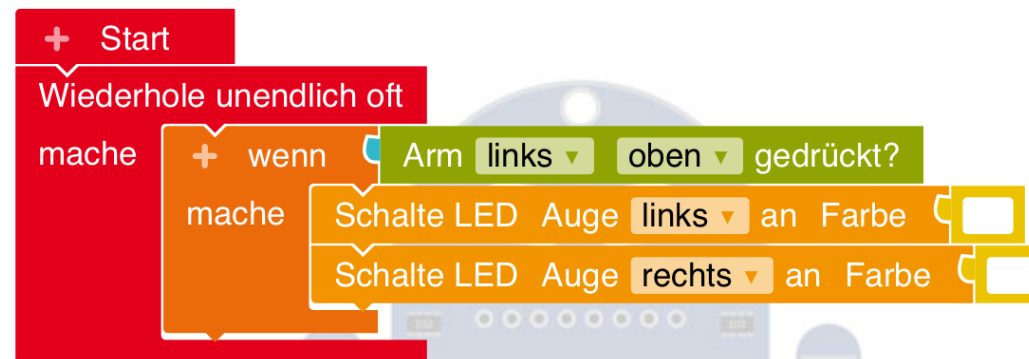 + Start
Wiederhole unendlich oft
mache + wenn Arm links ▾ oben ▾ gedrückt?
mache Schalte LED Auge links ▾ an Farbe
Schalte LED Auge rechts ▾ an Farbe